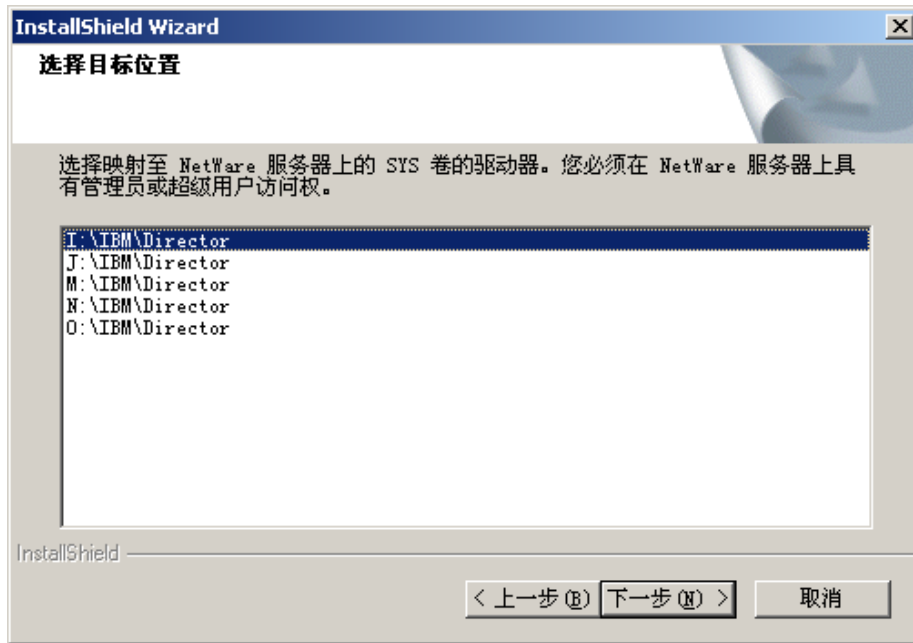 InstallShield Wizard
选择目标位置
选择映射至 NetWare 服务器上的 SYS 卷的驱动器。您必须在 NetWare 服务器上具
有管理员或超级用户访问权。
I:\IBM\Director
J:\IBM\Director
M:\IBM\Director
N:\IBM\Director
O:\IBM\Director
InstallShield
< 上一步(B)
下一步(N) >
取消